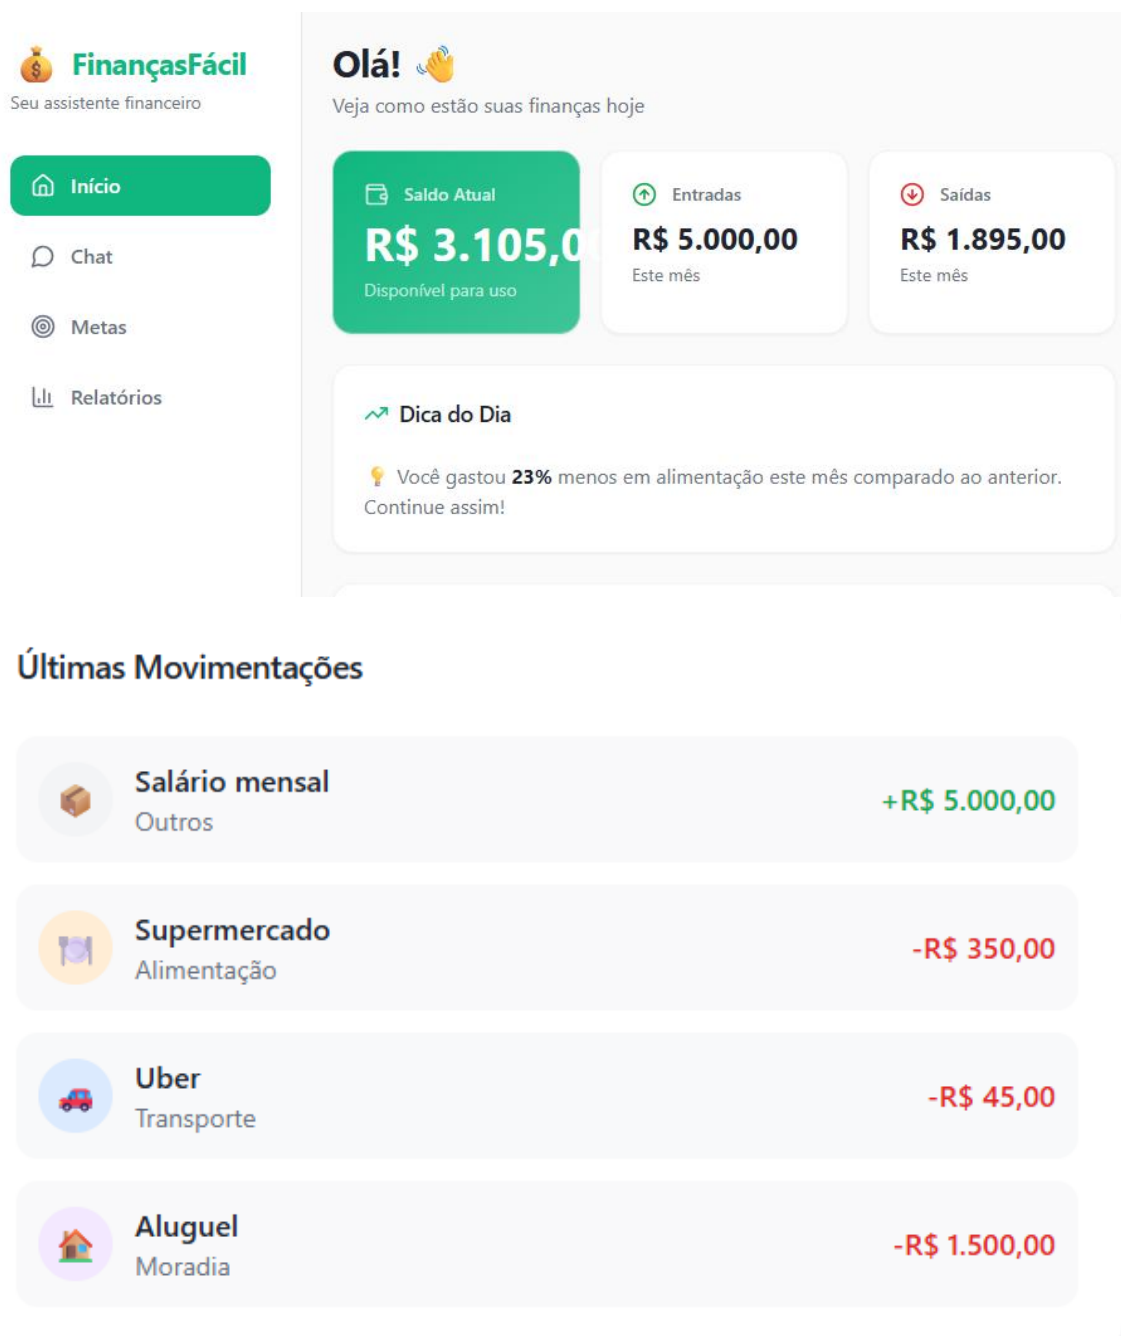 FinançasFácil
Seu assistente financeiro
Início
Chat
Metas
Relatórios
Olá!
Veja como estão suas finanças hoje
Saldo Atual
R$ 3.105,0
Disponível para uso
Entradas
R$ 5.000,00
Este mês
Saídas
R$ 1.895,00
Este mês
Dica do Dia
Você gastou 23% menos em alimentação este mês comparado ao anterior.
Continue assim!
Últimas Movimentações
Salário mensal
Outros
+R$ 5.000,00
Supermercado
Alimentação
-R$ 350,00
Uber
Transporte
-R$ 45,00
Aluguel
Moradia
-R$ 1.500,00